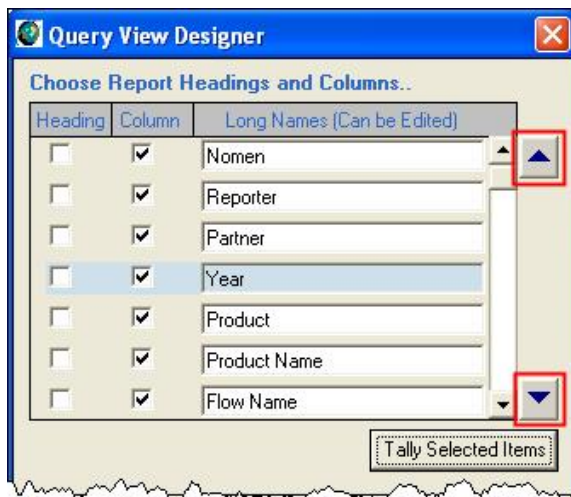 Query View Designer
Choose Report Headings and Columns..
Heading Column Long Names (Can be Edited)
Nomen
Reporter
Partner
Year
Product
Product Name
Flow Name
Tally Selected Items